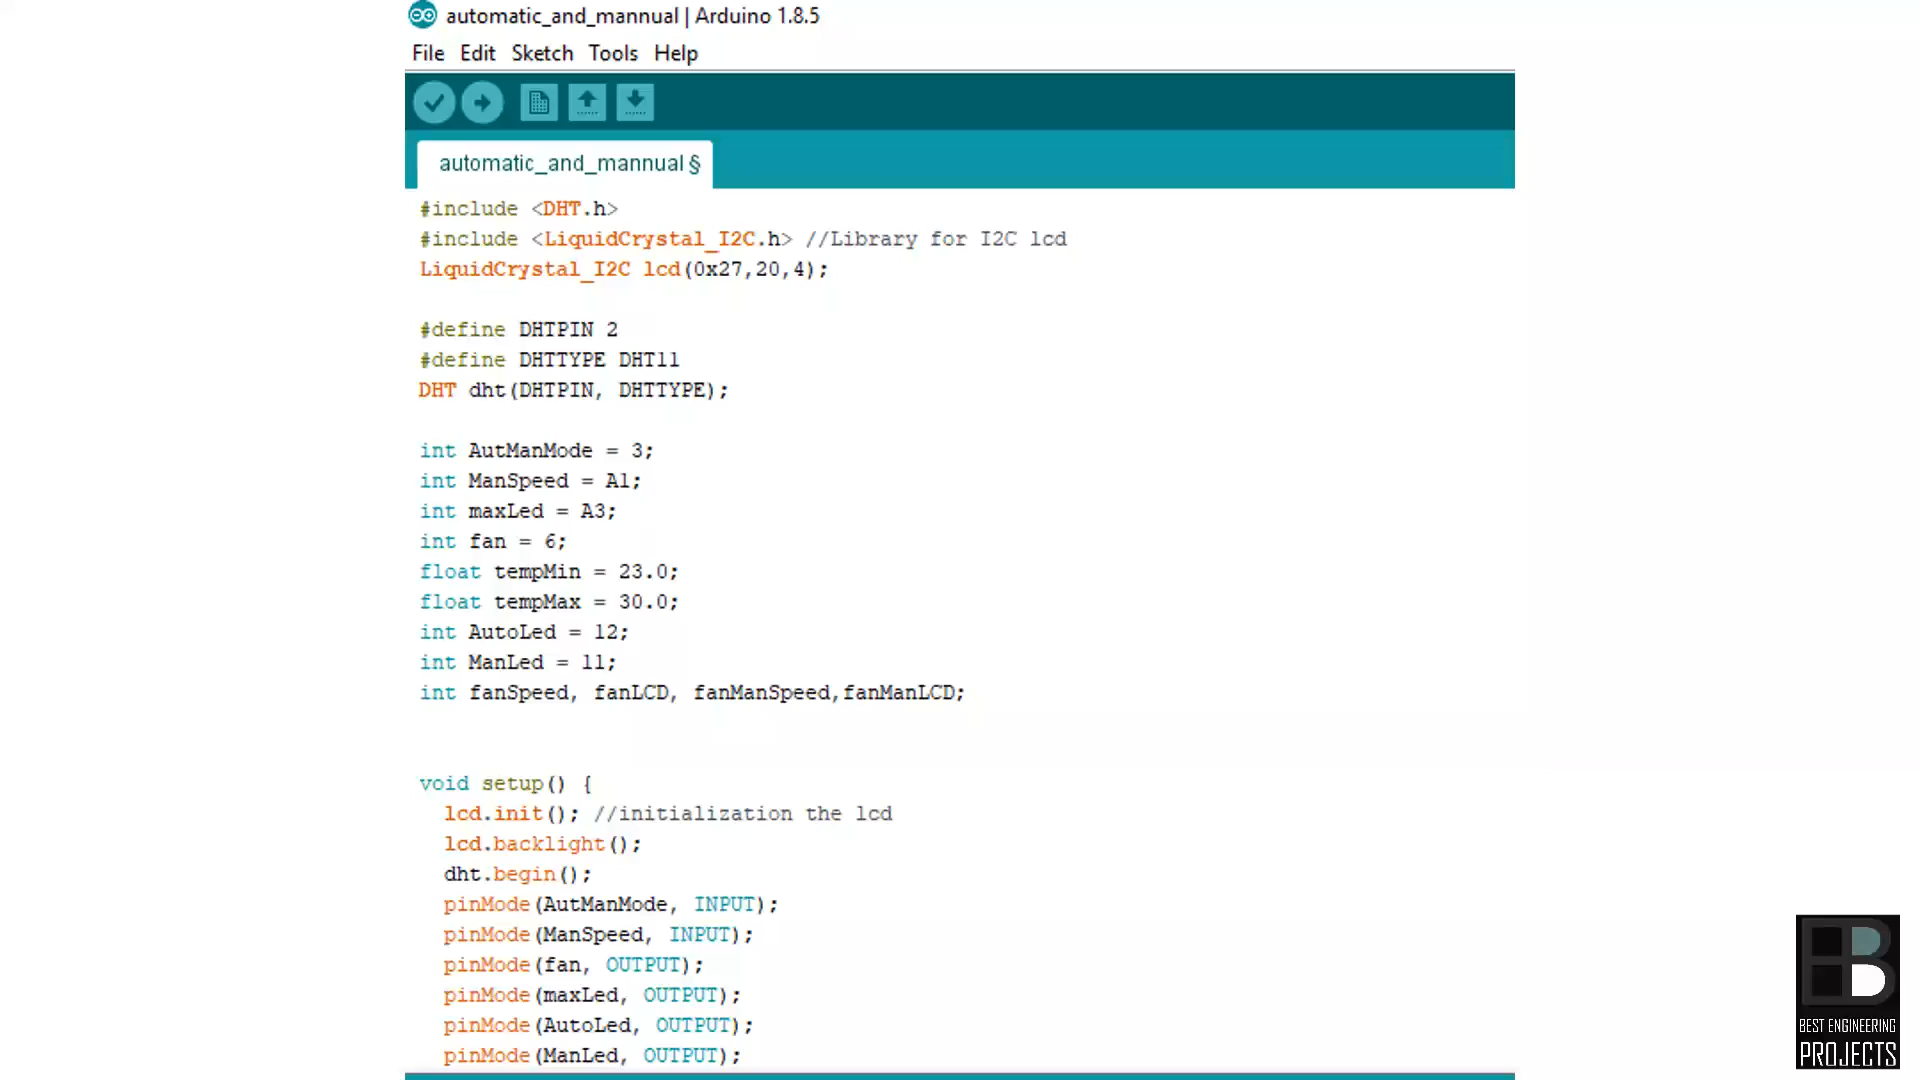 automatic_and_mannual | Arduino 1.8.5
File Edit Sketch Tools Help
automatic_and_mannual §
#include <DHT.h>
#include <LiquidCrystal_I2C.h> //Library for I2C lcd
LiquidCrystal_I2C lcd(0x27,20,4);
#define DHTPIN 2
#define DHTTYPE DHT11
DHT dht(DHTPIN, DHTTYPE);
int AutManMode = 3;
int ManSpeed = A1;
int maxLed = A3;
int fan = 6;
float tempMin = 23.0;
float tempMax = 30.0;
int AutoLed = 12;
int ManLed = 11;
int fanSpeed, fanLCD, fanManSpeed,fanManLCD;
void setup() {
lcd.init(); //initialization the lcd
lcd.backlight();
dht.begin();
pinMode(AutManMode, INPUT);
pinMode(ManSpeed, INPUT);
pinMode(fan, OUTPUT);
pinMode(maxLed, OUTPUT);
pinMode(AutoLed, OUTPUT);
pinMode(ManLed, OUTPUT);
BEST ENGINEERING
PROJECTS